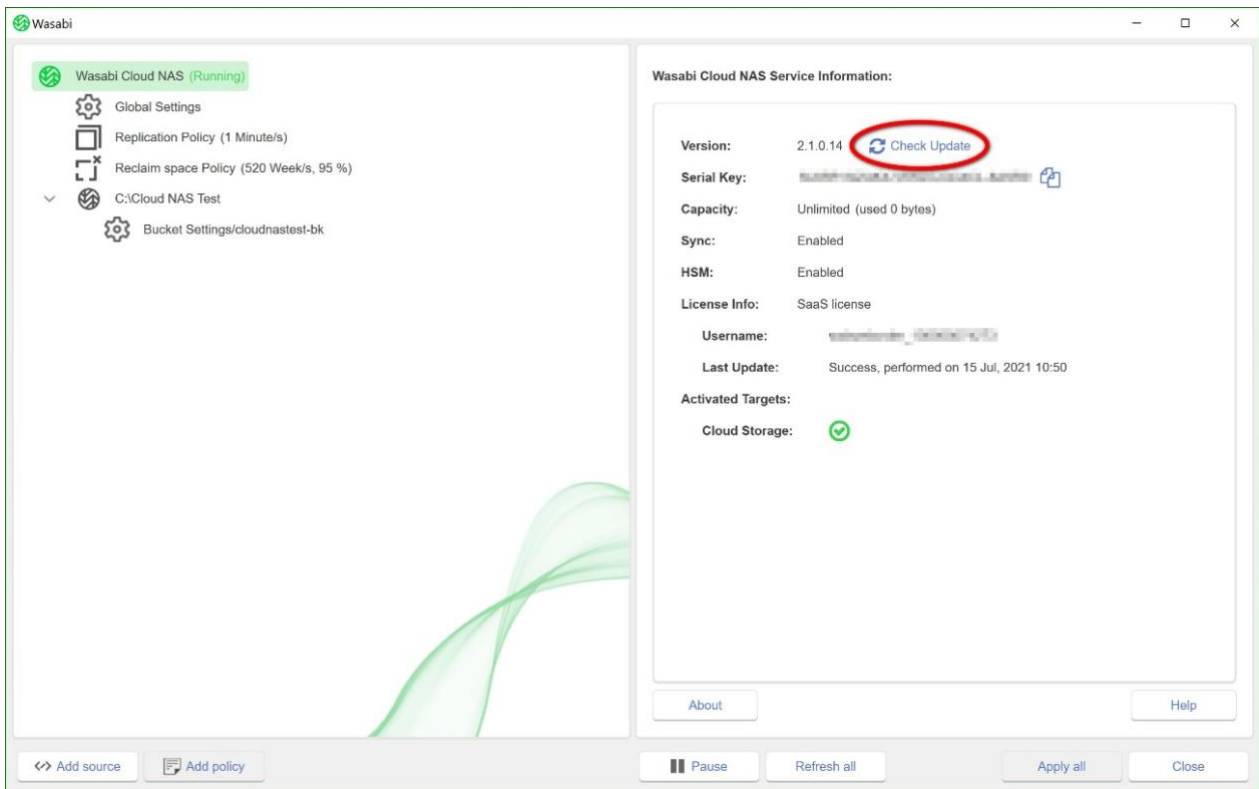 Wasabi
Wasabi Cloud NAS (Running)
Global Settings
Replication Policy (1 Minute/s)
Reclaim space Policy (520 Week/s, 95 %)
C:\Cloud NAS Test
Bucket Settings/cloudnastest-bk
Wasabi Cloud NAS Service Information:
Version: 2.1.0.14 Check Update
Serial Key:
Capacity: Unlimited (used 0 bytes)
Sync: Enabled
HSM: Enabled
License Info: SaaS license
Username:
Last Update: Success, performed on 15 Jul, 2021 10:50
Activated Targets:
Cloud Storage:
About Help
Add source Add policy Pause Refresh all Apply all Close